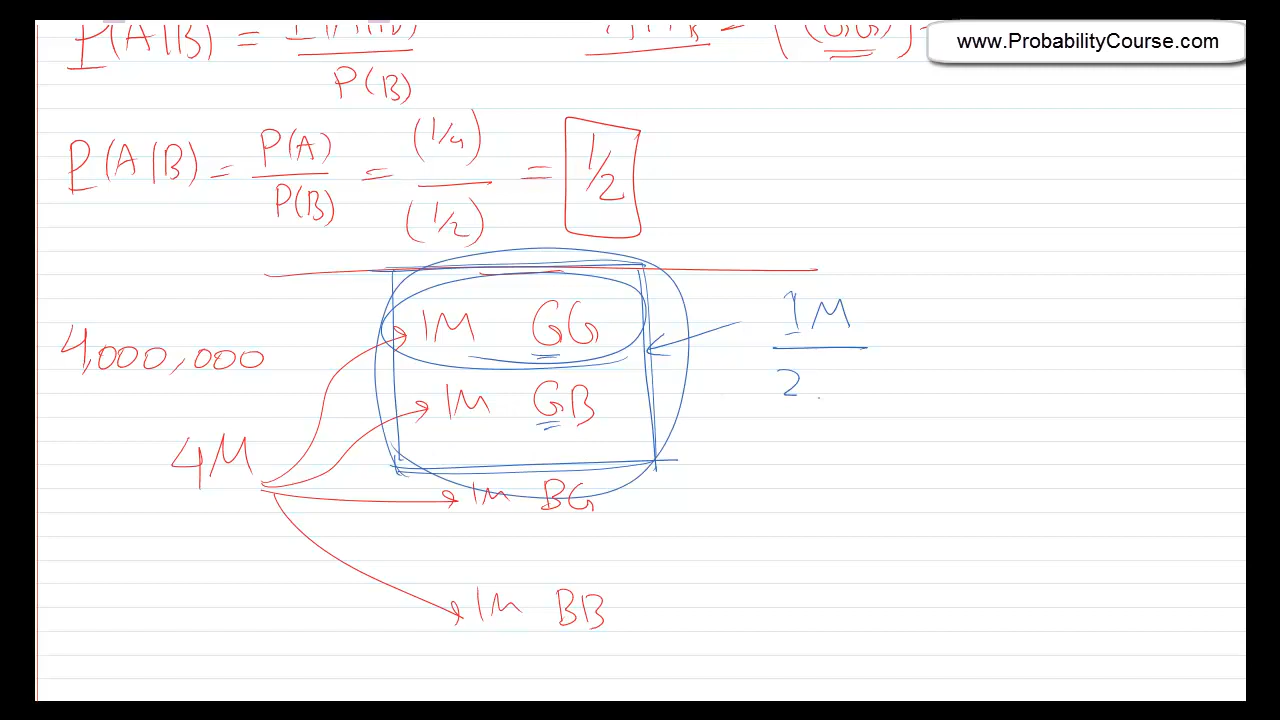 www.ProbabilityCourse.com
P(A|B) =
P(B)
P(A|B) = P(A) / P(B) = (1/4) / (1/2) = 1/2
1M GG
1M
4,000,000
2
1M GB
4M
1M BG
1M BB